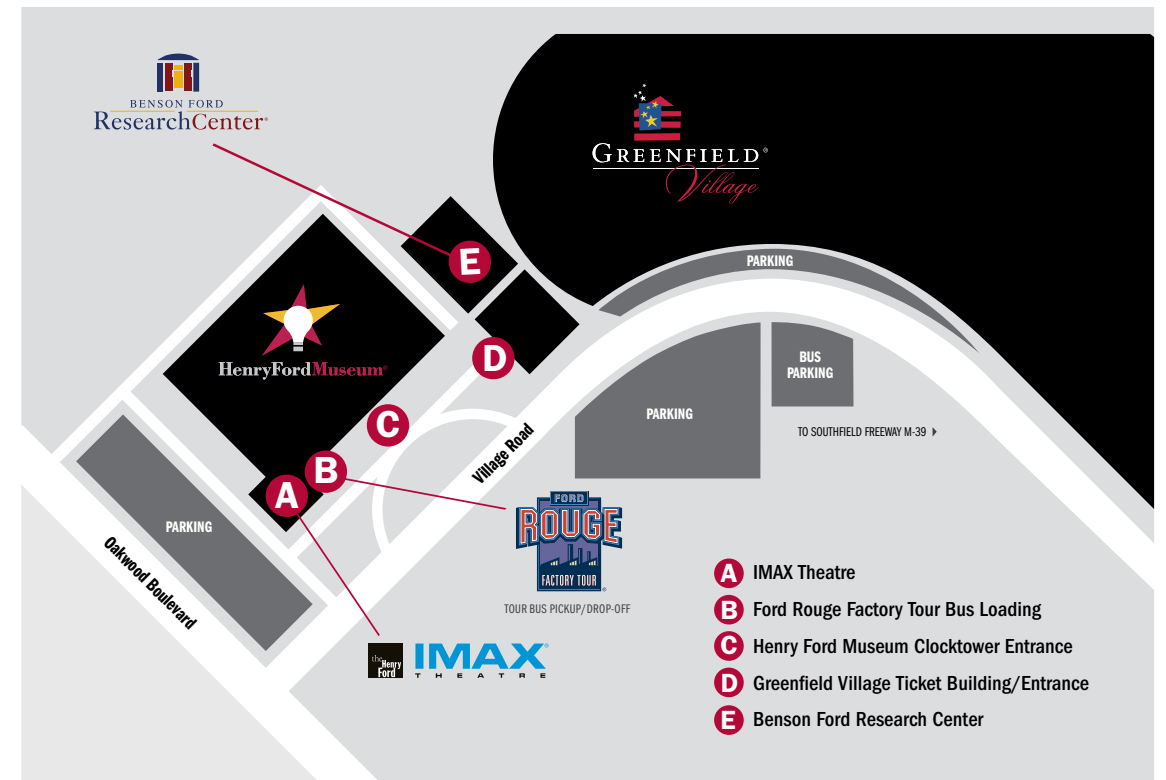 BENSON FORD
ResearchCenter®
GREENFIELD®
Village
PARKING
E
HenryFordMuseum®
D
BUS
PARKING
PARKING
C
TO SOUTHFIELD FREEWAY M-39
Village Road
B
A
FORD
ROUGE
FACTORY TOUR®
TOUR BUS PICKUP/DROP-OFF
PARKING
Oakwood Boulevard
the
Henry
Ford
IMAX®
THEATRE
A IMAX Theatre
B Ford Rouge Factory Tour Bus Loading
C Henry Ford Museum Clocktower Entrance
D Greenfield Village Ticket Building/Entrance
E Benson Ford Research Center